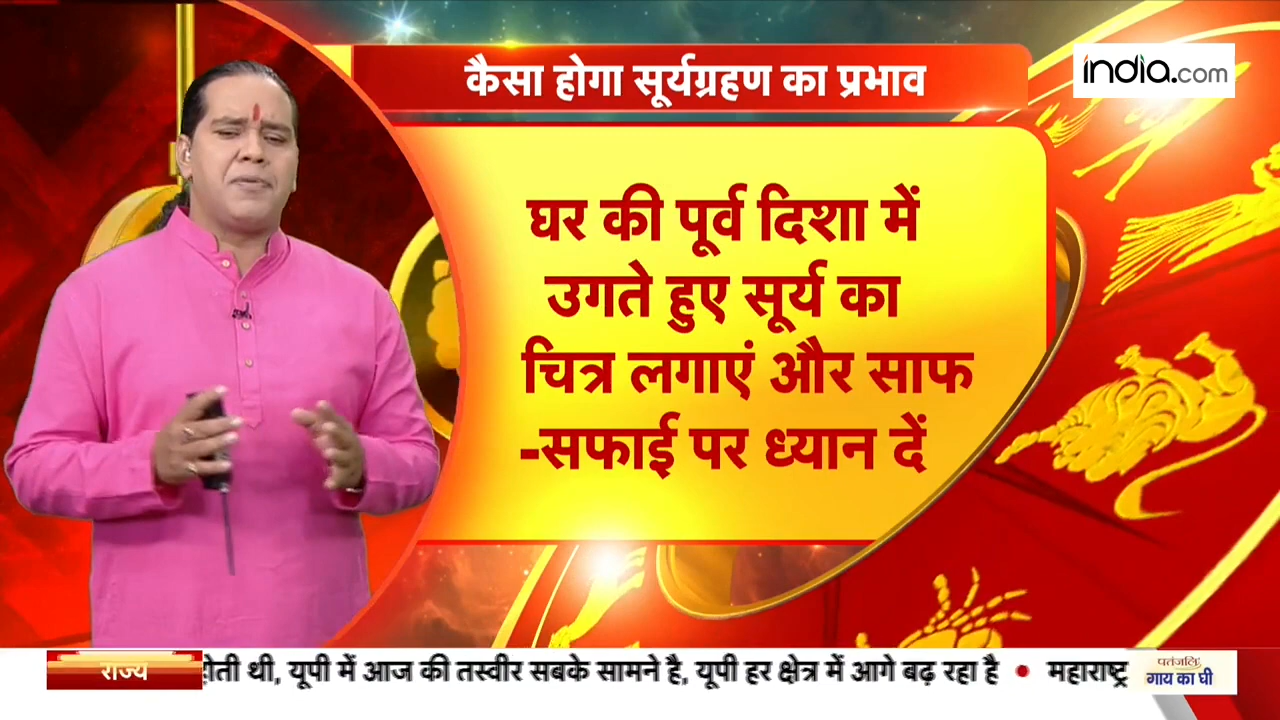 कैसा होगा सूर्यग्रहण का प्रभाव
india.com
घर की पूर्व दिशा में
उगते हुए सूर्य का
चित्र लगाएं और साफ
-सफाई पर ध्यान दें
राज्य
होती थी, यूपी में आज की तस्वीर सबके सामने है, यूपी हर क्षेत्र में आगे बढ़ रहा है • महाराष्ट्र
पतंजलि
गाय का घी